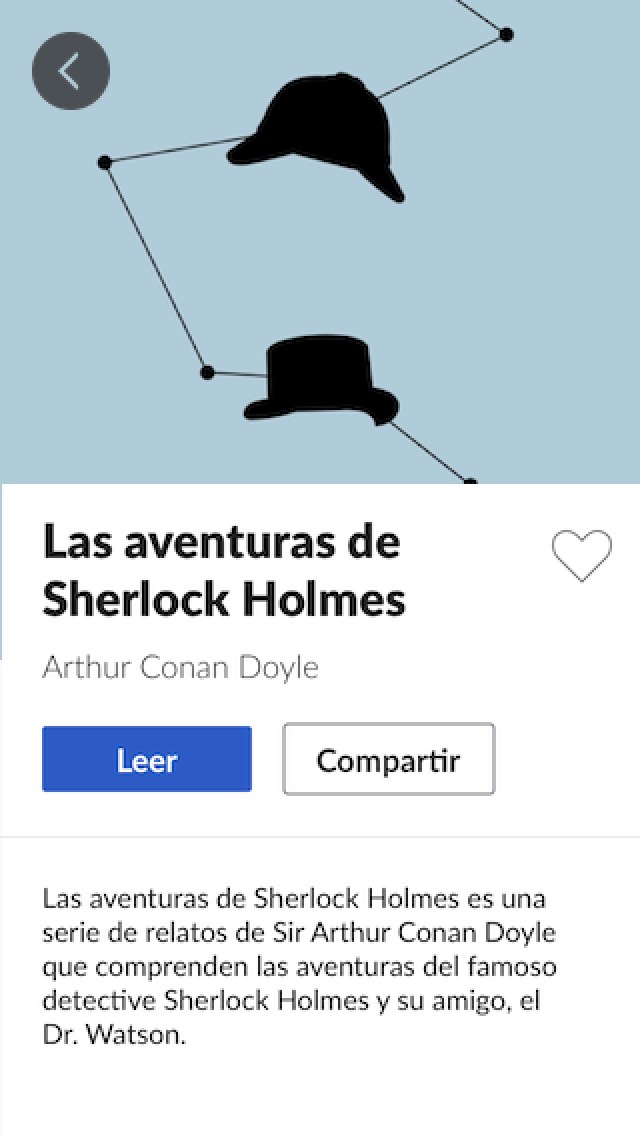 Las aventuras de
Sherlock Holmes
Arthur Conan Doyle
Leer
Compartir
Las aventuras de Sherlock Holmes es una
serie de relatos de Sir Arthur Conan Doyle
que comprenden las aventuras del famoso
detective Sherlock Holmes y su amigo, el
Dr. Watson.